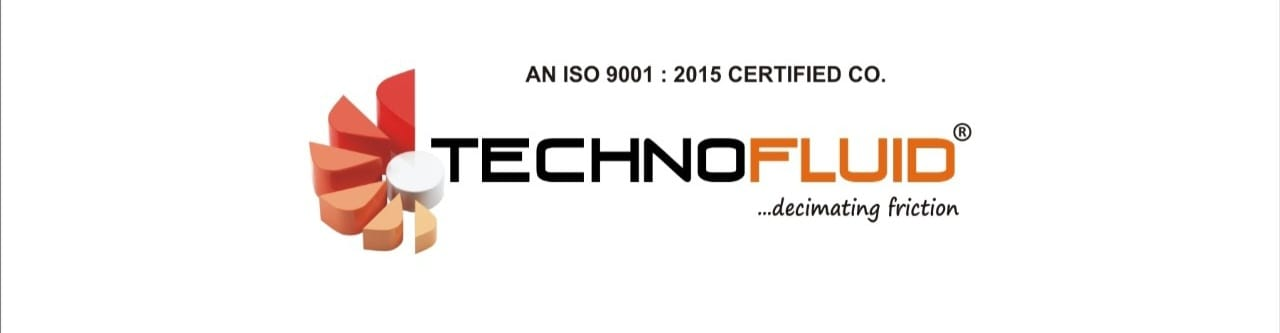 AN ISO 9001 : 2015 CERTIFIED CO.
TECHNOFLUID®
...decimating friction